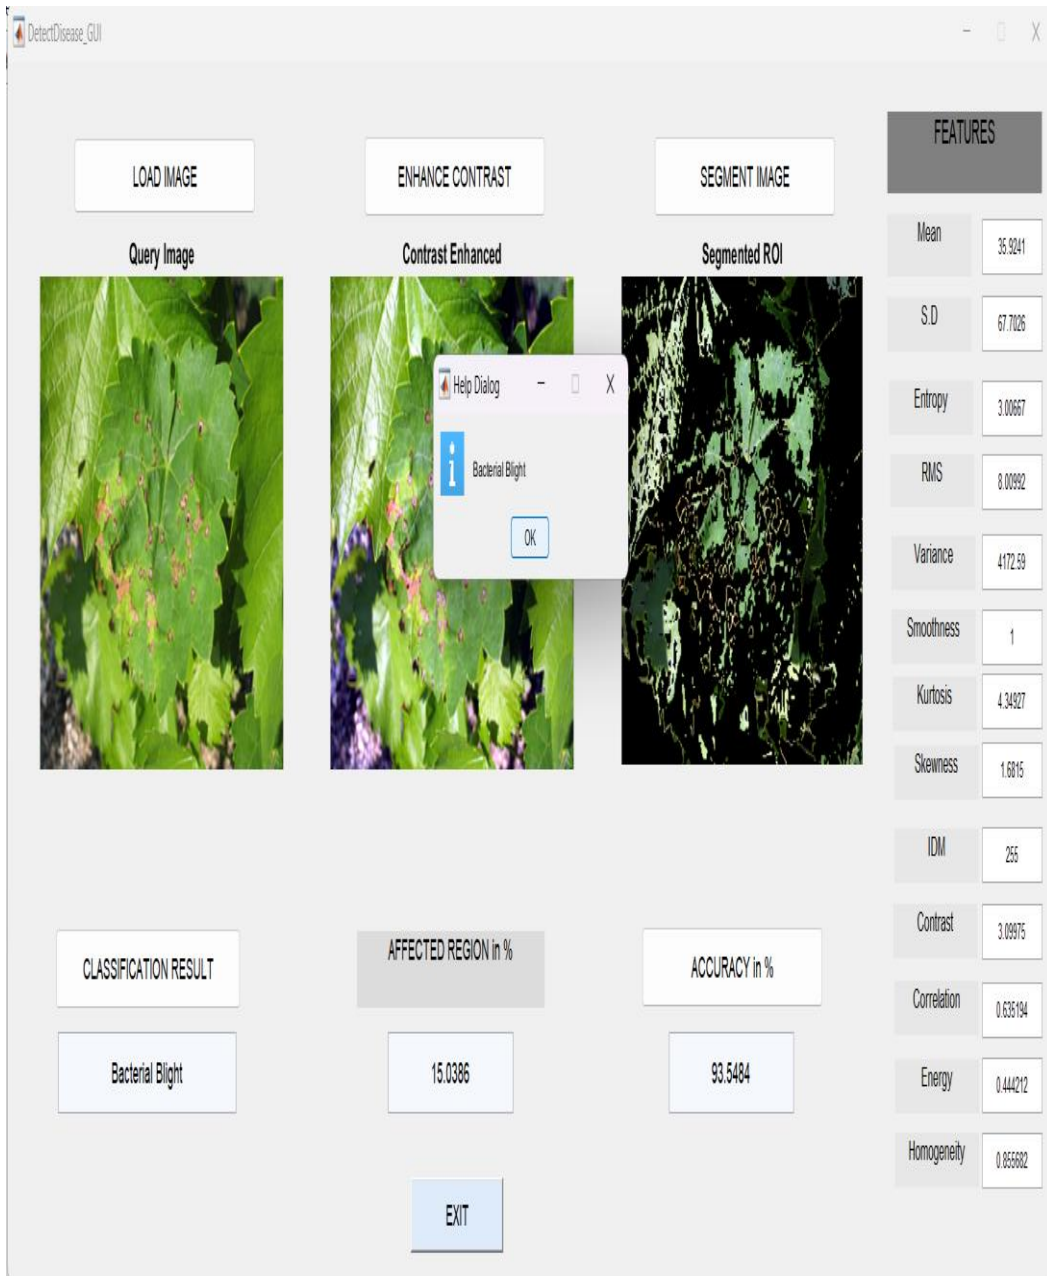 DetectDisease_GUI
LOAD IMAGE
ENHANCE CONTRAST
SEGMENT IMAGE
Query Image
Contrast Enhanced
Segmented ROI
Help Dialog
Bacterial Blight
OK
FEATURES
Mean
35.9241
S.D
67.7026
Entropy
3.00667
RMS
8.00992
Variance
4172.59
Smoothness
1
Kurtosis
4.34927
Skewness
1.6815
IDM
255
Contrast
3.09975
Correlation
0.635194
Energy
0.444212
Homogeneity
0.855682
CLASSIFICATION RESULT
AFFECTED REGION in %
ACCURACY in %
Bacterial Blight
15.0386
93.5484
EXIT